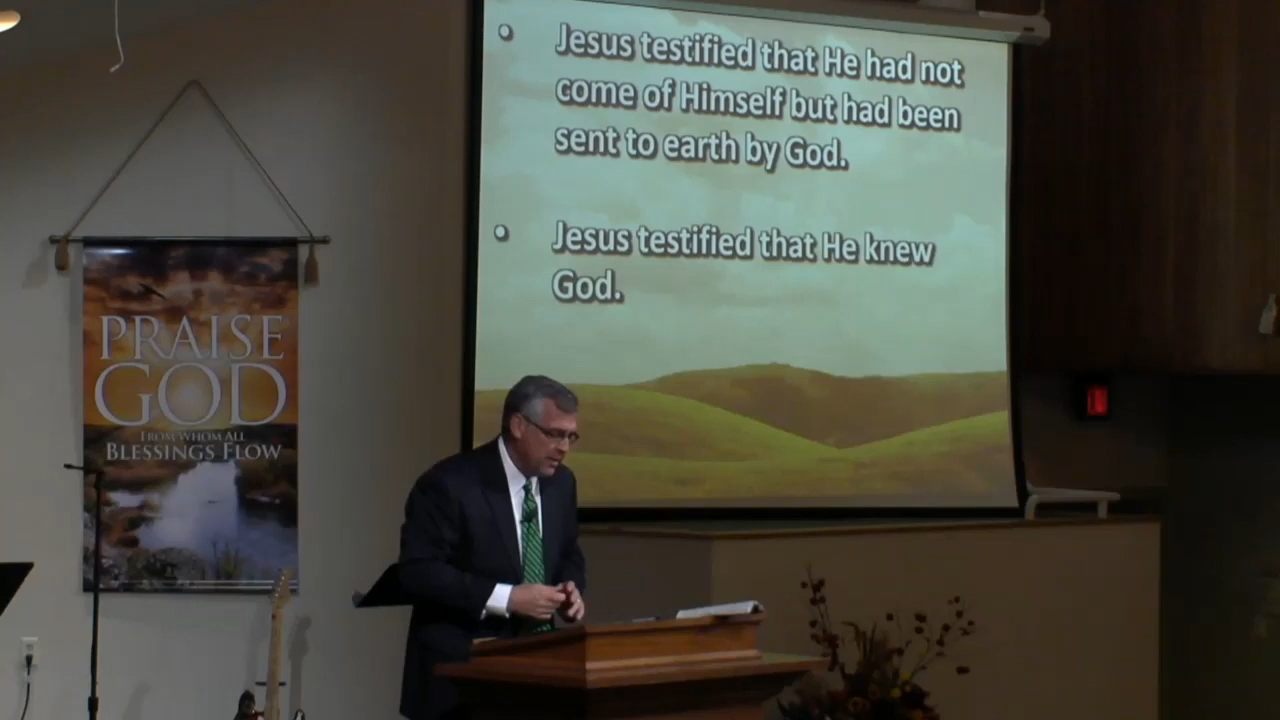 • Jesus testified that He had not
come of Himself but had been
sent to earth by God.
• Jesus testified that He knew
God.
PRAISE
GOD
FROM WHOM ALL
BLESSINGS FLOW